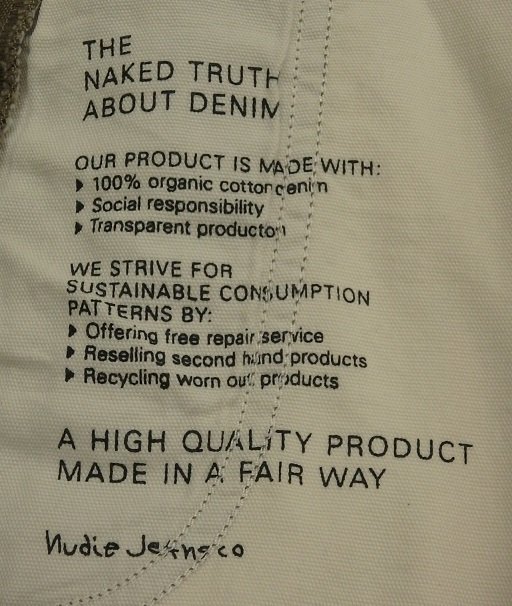 THE
NAKED TRUTH
ABOUT DENIM
OUR PRODUCT IS MADE WITH:
100% organic cotton denim
Social responsibility
Transparent production
WE STRIVE FOR
SUSTAINABLE CONSUMPTION
PATTERNS BY:
Offering free repair service
Reselling second hand products
Recycling worn out products
A HIGH QUALITY PRODUCT
MADE IN A FAIR WAY
Nudie Jeans co